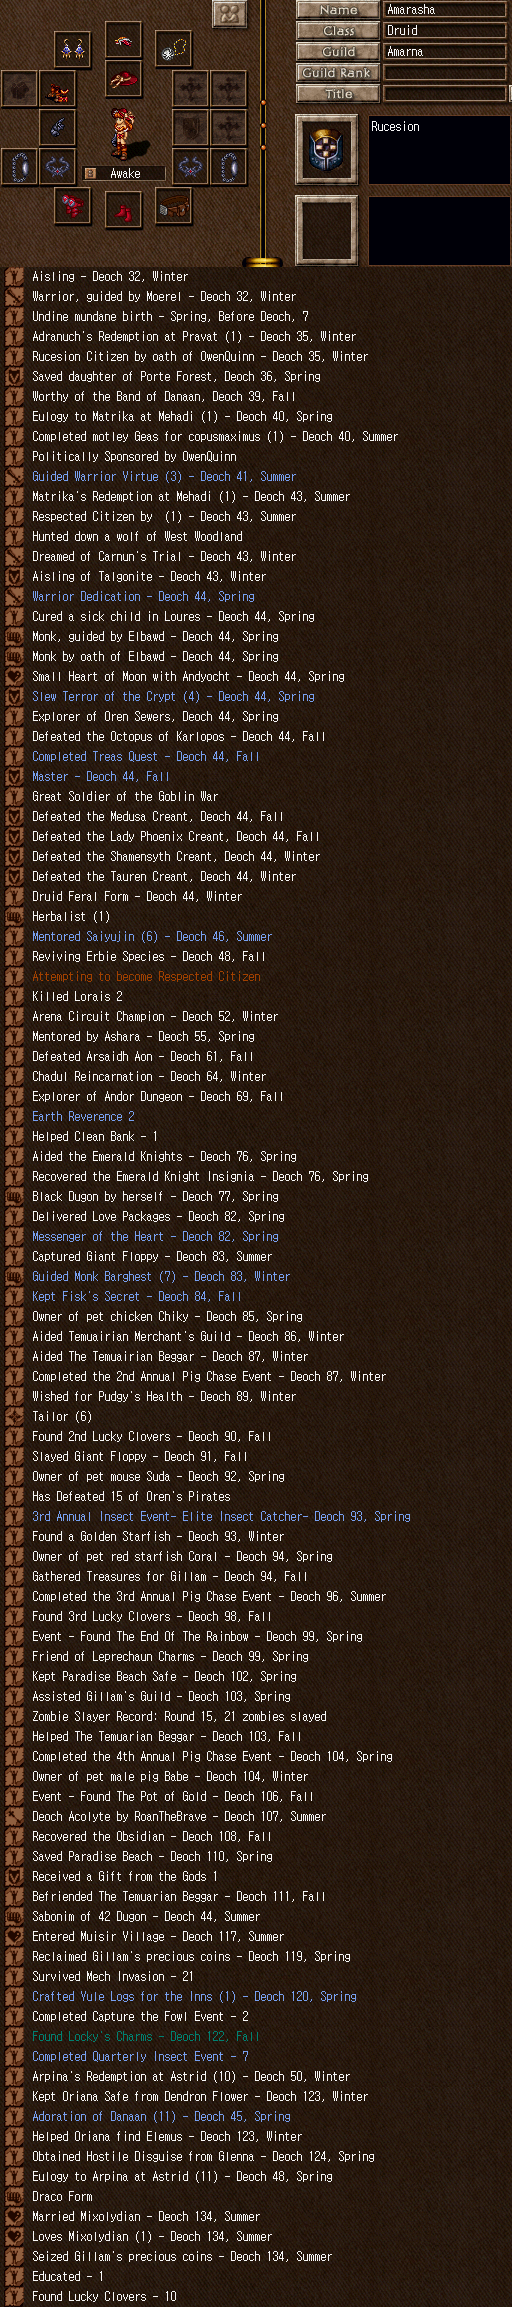 Name Amarasha
Class Druid
Guild Amarna
Guild Rank
Title
Rucesion
Awake
Aisling - Deoch 32, Winter
Warrior, guided by Moerel - Deoch 32, Winter
Undine mundane birth - Spring, Before Deoch, 7
Adranuch's Redemption at Pravat (1) - Deoch 35, Winter
Rucesion Citizen by oath of OwenQuinn - Deoch 35, Winter
Saved daughter of Porte Forest, Deoch 36, Spring
Worthy of the Band of Danaan, Deoch 39, Fall
Eulogy to Matrika at Mehadi (1) - Deoch 40, Spring
Completed motley Geas for copusmaximus (1) - Deoch 40, Summer
Politically Sponsored by OwenQuinn
Guided Warrior Virtue (3) - Deoch 41, Summer
Matrika's Redemption at Mehadi (1) - Deoch 43, Summer
Respected Citizen by  (1) - Deoch 43, Summer
Hunted down a wolf of West Woodland
Dreamed of Carnun's Trial - Deoch 43, Winter
Aisling of Talgonite - Deoch 43, Winter
Warrior Dedication - Deoch 44, Spring
Cured a sick child in Loures - Deoch 44, Spring
Monk, guided by Elbawd - Deoch 44, Spring
Monk by oath of Elbawd - Deoch 44, Spring
Small Heart of Moon with Andyocht - Deoch 44, Spring
Slew Terror of the Crypt (4) - Deoch 44, Spring
Explorer of Oren Sewers, Deoch 44, Spring
Defeated the Octopus of Karlopos - Deoch 44, Fall
Completed Treas Quest - Deoch 44, Fall
Master - Deoch 44, Fall
Great Soldier of the Goblin War
Defeated the Medusa Creant, Deoch 44, Fall
Defeated the Lady Phoenix Creant, Deoch 44, Fall
Defeated the Shamensyth Creant, Deoch 44, Winter
Defeated the Tauren Creant, Deoch 44, Winter
Druid Feral Form - Deoch 44, Winter
Herbalist (1)
Mentored Saiyujin (6) - Deoch 46, Summer
Reviving Erbie Species - Deoch 48, Fall
Attempting to become Respected Citizen
Killed Lorais 2
Arena Circuit Champion - Deoch 52, Winter
Mentored by Ashara - Deoch 55, Spring
Defeated Arsaidh Aon - Deoch 61, Fall
Chadul Reincarnation - Deoch 64, Winter
Explorer of Andor Dungeon - Deoch 69, Fall
Earth Reverence 2
Helped Clean Bank - 1
Aided the Emerald Knights - Deoch 76, Spring
Recovered the Emerald Knight Insignia - Deoch 76, Spring
Black Dugon by herself - Deoch 77, Spring
Delivered Love Packages - Deoch 82, Spring
Messenger of the Heart - Deoch 82, Spring
Captured Giant Floppy - Deoch 83, Summer
Guided Monk Barghest (7) - Deoch 83, Winter
Kept Fisk's Secret - Deoch 84, Fall
Owner of pet chicken Chiky - Deoch 85, Spring
Aided Temuairian Merchant's Guild - Deoch 86, Winter
Aided The Temuairian Beggar - Deoch 87, Winter
Completed the 2nd Annual Pig Chase Event - Deoch 87, Winter
Wished for Pudgy's Health - Deoch 89, Winter
Tailor (6)
Found 2nd Lucky Clovers - Deoch 90, Fall
Slayed Giant Floppy - Deoch 91, Fall
Owner of pet mouse Suda - Deoch 92, Spring
Has Defeated 15 of Oren's Pirates
3rd Annual Insect Event- Elite Insect Catcher- Deoch 93, Spring
Found a Golden Starfish - Deoch 93, Winter
Owner of pet red starfish Coral - Deoch 94, Spring
Gathered Treasures for Gillam - Deoch 94, Fall
Completed the 3rd Annual Pig Chase Event - Deoch 96, Summer
Found 3rd Lucky Clovers - Deoch 98, Fall
Event - Found The End Of The Rainbow - Deoch 99, Spring
Friend of Leprechaun Charms - Deoch 99, Spring
Kept Paradise Beach Safe - Deoch 102, Spring
Assisted Gillam's Guild - Deoch 103, Spring
Zombie Slayer Record: Round 15, 21 zombies slayed
Helped The Temuarian Beggar - Deoch 103, Fall
Completed the 4th Annual Pig Chase Event - Deoch 104, Spring
Owner of pet male pig Babe - Deoch 104, Winter
Event - Found The Pot of Gold - Deoch 106, Fall
Deoch Acolyte by RoanTheBrave - Deoch 107, Summer
Recovered the Obsidian - Deoch 108, Fall
Saved Paradise Beach - Deoch 110, Spring
Received a Gift from the Gods 1
Befriended The Temuarian Beggar - Deoch 111, Fall
Sabonim of 42 Dugon - Deoch 44, Summer
Entered Muisir Village - Deoch 117, Summer
Reclaimed Gillam's precious coins - Deoch 119, Spring
Survived Mech Invasion - 21
Crafted Yule Logs for the Inns (1) - Deoch 120, Spring
Completed Capture the Fowl Event - 2
Found Locky's Charms - Deoch 122, Fall
Completed Quarterly Insect Event - 7
Arpina's Redemption at Astrid (10) - Deoch 50, Winter
Kept Oriana Safe from Dendron Flower - Deoch 123, Winter
Adoration of Danaan (11) - Deoch 45, Spring
Helped Oriana find Elemus - Deoch 123, Winter
Obtained Hostile Disguise from Glenna - Deoch 124, Spring
Eulogy to Arpina at Astrid (11) - Deoch 48, Spring
Draco Form
Married Mixolydian - Deoch 134, Summer
Loves Mixolydian (1) - Deoch 134, Summer
Seized Gillam's precious coins - Deoch 134, Summer
Educated - 1
Found Lucky Clovers - 10